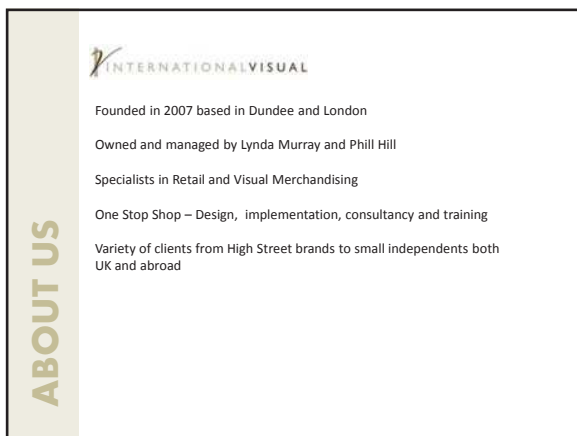 INTERNATIONALVISUAL
Founded in 2007 based in Dundee and London
Owned and managed by Lynda Murray and Phill Hill
Specialists in Retail and Visual Merchandising
One Stop Shop – Design,  implementation, consultancy and training
Variety of clients from High Street brands to small independents both
UK and abroad
ABOUT US